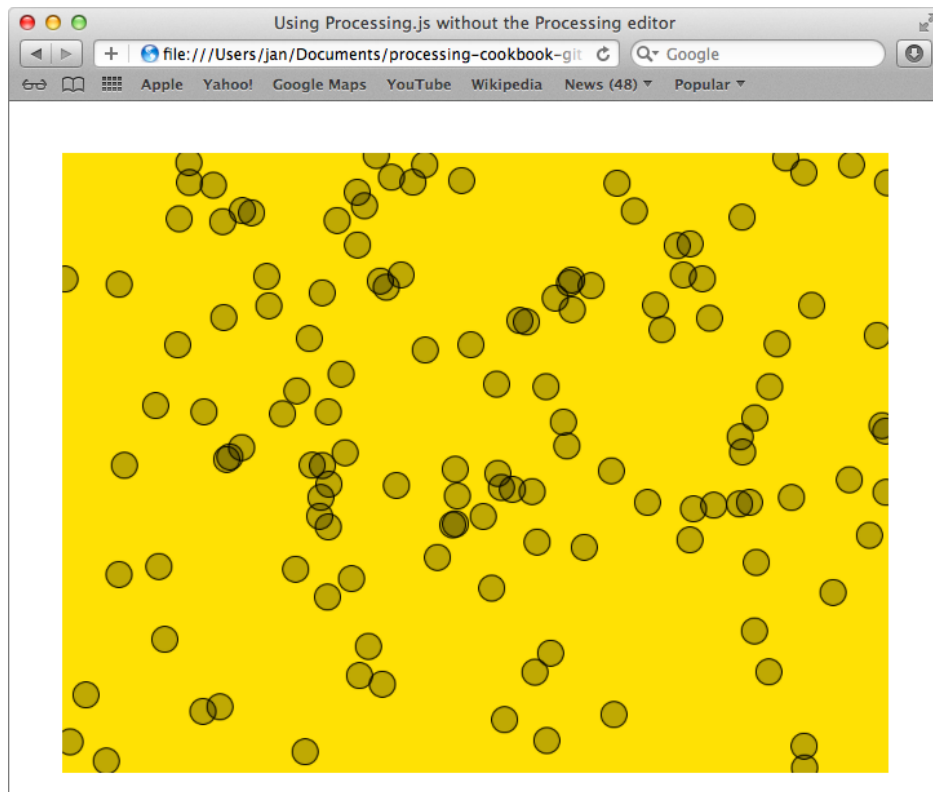 Using Processing.js without the Processing editor
file:///Users/jan/Documents/processing-cookbook-git
Google
Apple Yahoo! Google Maps YouTube Wikipedia News (48) Popular